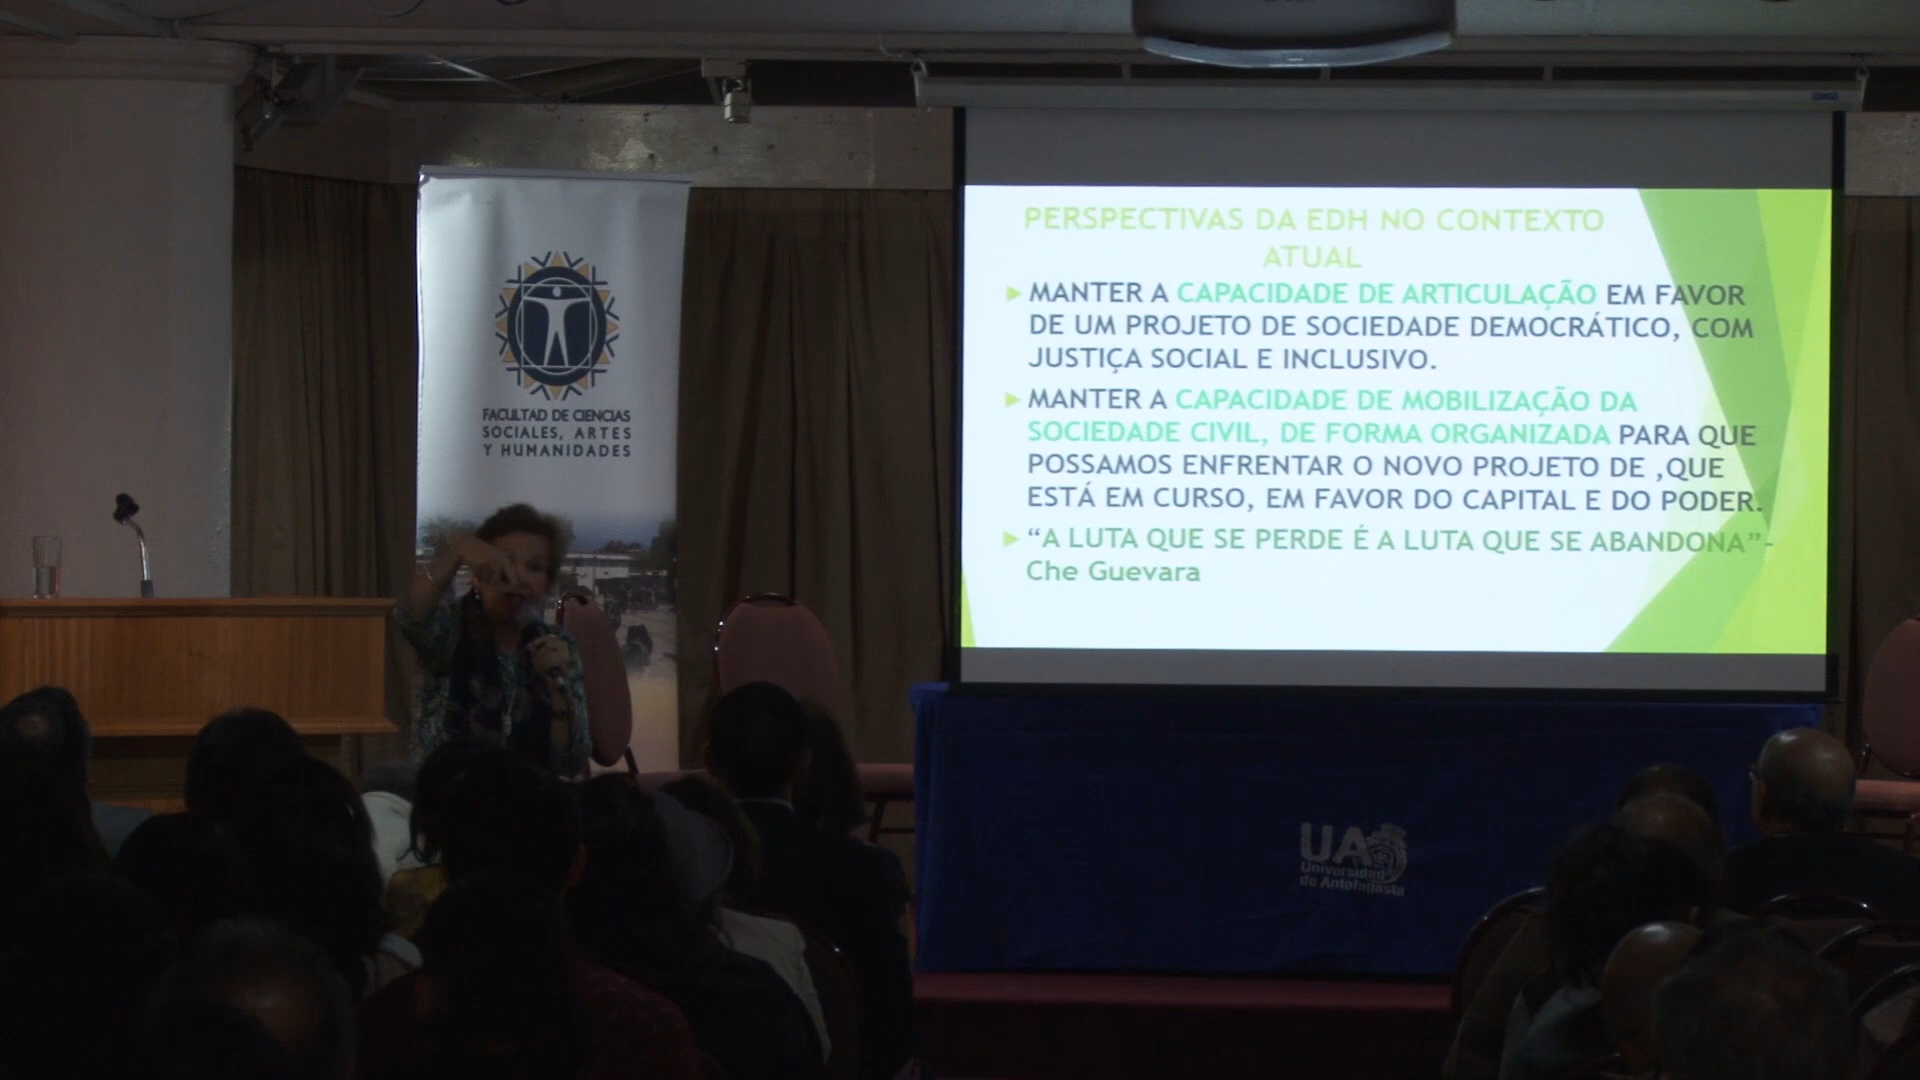 FACULTAD DE CIENCIAS
SOCIALES, ARTES
Y HUMANIDADES
PERSPECTIVAS DA EDH NO CONTEXTO
ATUAL
MANTER A CAPACIDADE DE ARTICULAÇÃO EM FAVOR
DE UM PROJETO DE SOCIEDADE DEMOCRÁTICO, COM
JUSTIÇA SOCIAL E INCLUSIVO.
MANTER A CAPACIDADE DE MOBILIZAÇÃO DA
SOCIEDADE CIVIL, DE FORMA ORGANIZADA PARA QUE
POSSAMOS ENFRENTAR O NOVO PROJETO DE ,QUE
ESTÁ EM CURSO, EM FAVOR DO CAPITAL E DO PODER.
“A LUTA QUE SE PERDE É A LUTA QUE SE ABANDONA”-
Che Guevara
UA
Universidad
de Antofagasta